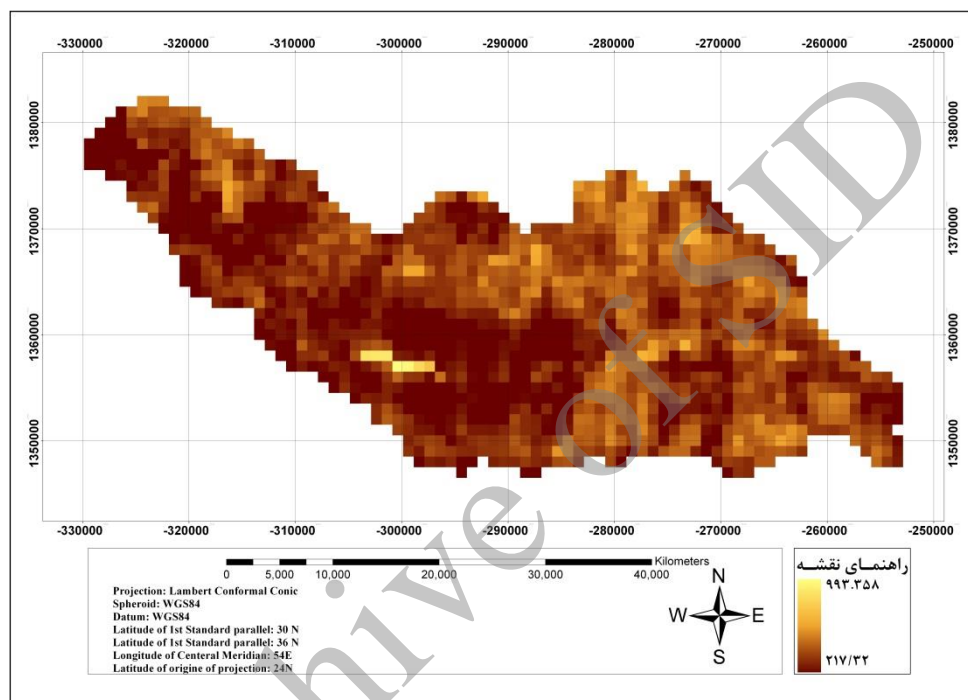 -330000 -320000 -310000 -300000 -290000 -280000 -270000 -260000 -250000
1380000 1380000
1370000 1370000
1360000 1360000
1350000 1350000
-330000 -320000 -310000 -300000 -290000 -280000 -270000 -260000 -250000
Archive of SID
Kilometers
0 5,000 10,000 20,000 30,000 40,000
Projection: Lambert Conformal Conic
Spheroid: WGS84
Datum: WGS84
Latitude of 1st Standard parallel: 30 N
Latitude of 1st Standard parallel: 36 N
Longitude of Centeral Meridian: 54E
Latitude of origine of projection: 24N
N
W E
S
راهنمـای نقشـــه
۹۹۳.۳۵۸
۲۱۷/۳۲